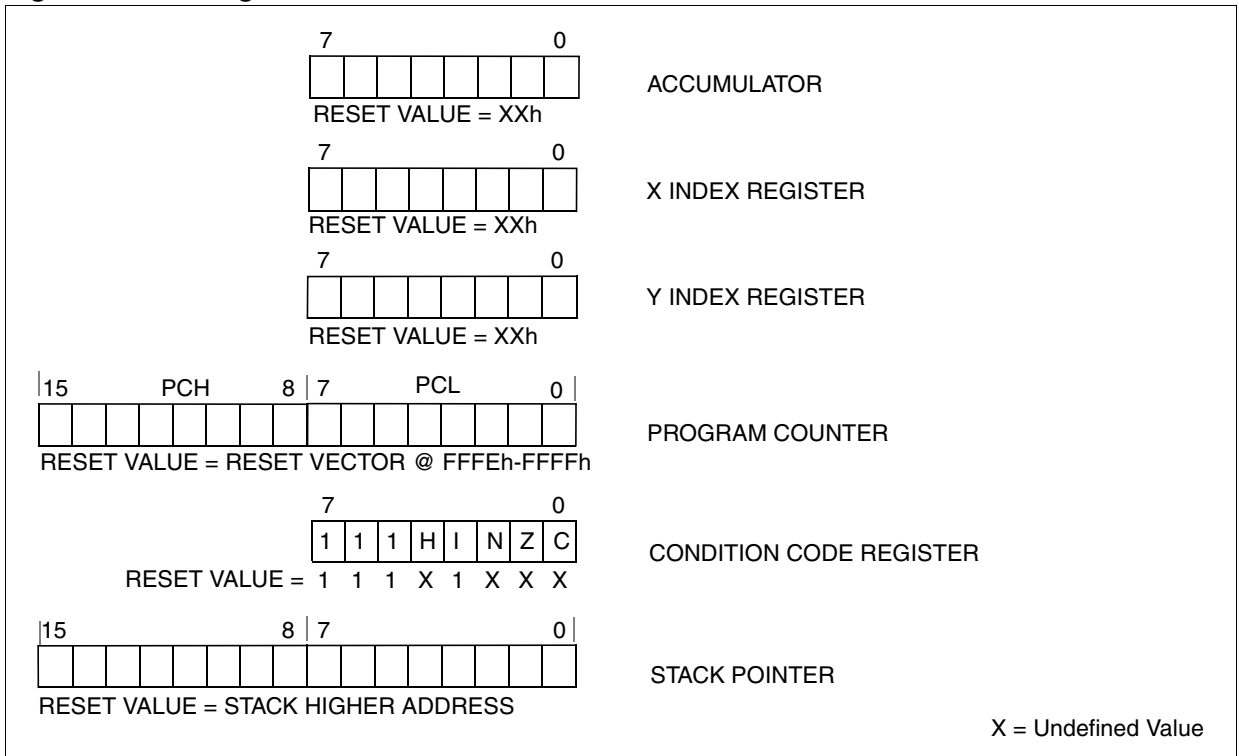 7 0
ACCUMULATOR
RESET VALUE = XXh
7 0
X INDEX REGISTER
RESET VALUE = XXh
7 0
Y INDEX REGISTER
RESET VALUE = XXh
15 PCH 8 7 PCL 0
PROGRAM COUNTER
RESET VALUE = RESET VECTOR @ FFFEh-FFFFh
7 0
1 1 1 H I N Z C
CONDITION CODE REGISTER
RESET VALUE = 1 1 1 X 1 X X X
15 8 7 0
STACK POINTER
RESET VALUE = STACK HIGHER ADDRESS
X = Undefined Value